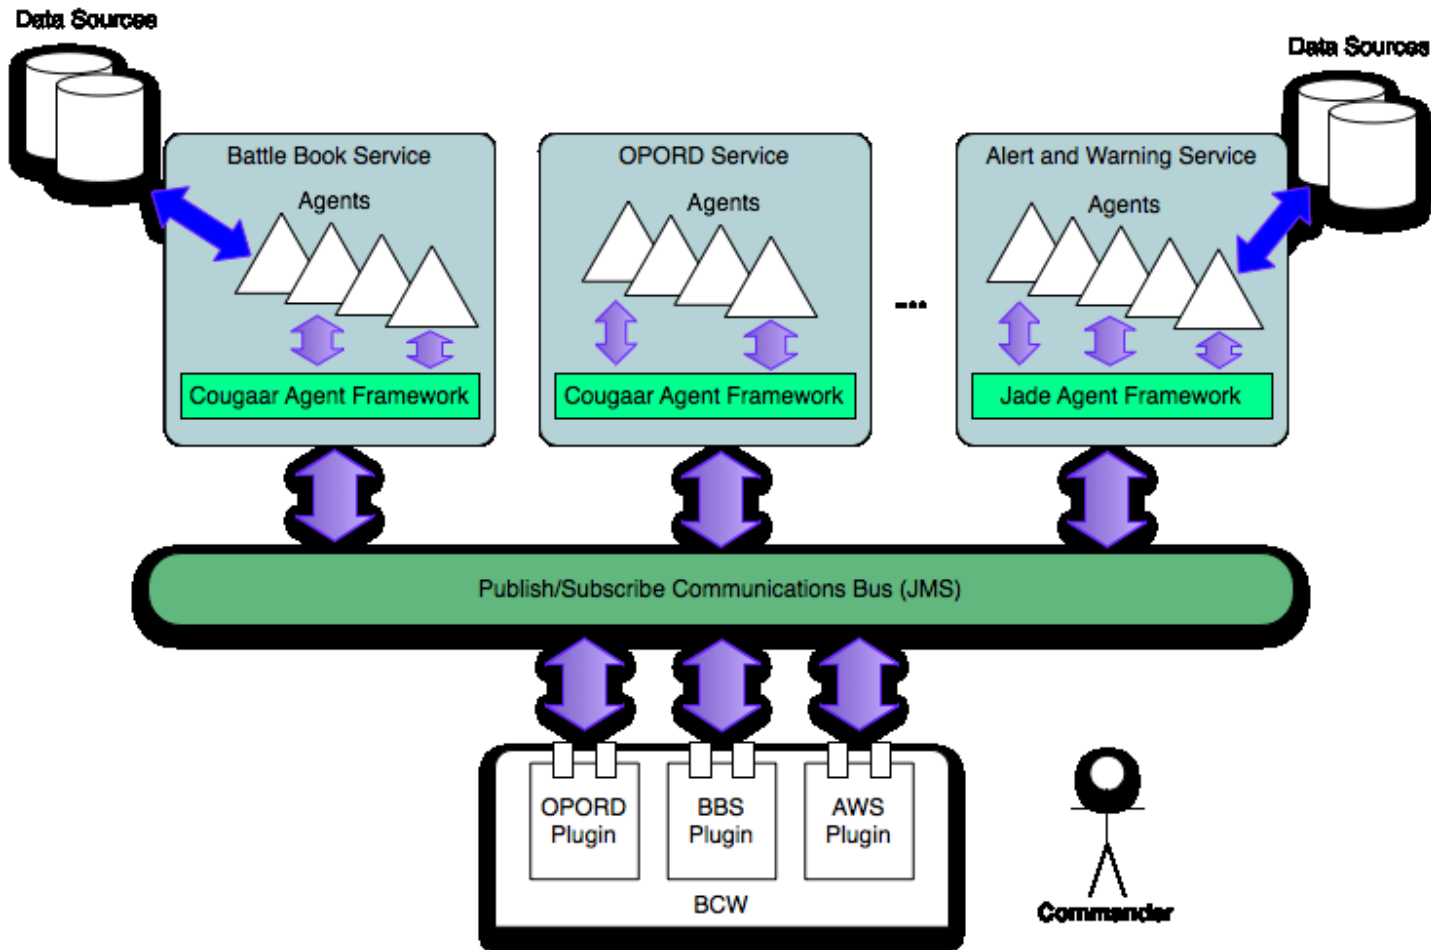 Data Sources
Data Sources
Battle Book Service
OPORD Service
Alert and Warning Service
Agents
Agents
Agents
....
Cougaar Agent Framework
Cougaar Agent Framework
Jade Agent Framework
Publish/Subscribe Communications Bus (JMS)
OPORD
Plugin
BBS
Plugin
AWS
Plugin
BCW
Commander